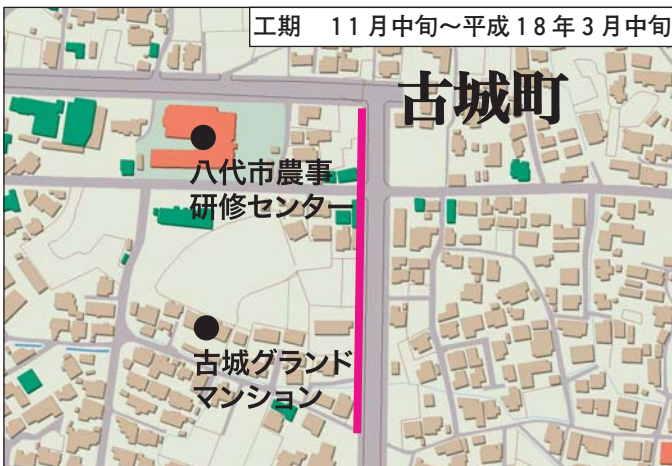 工期　11月中旬～平成18年3月中旬
古城町
八代市農事
研修センター
古城グランド
マンション